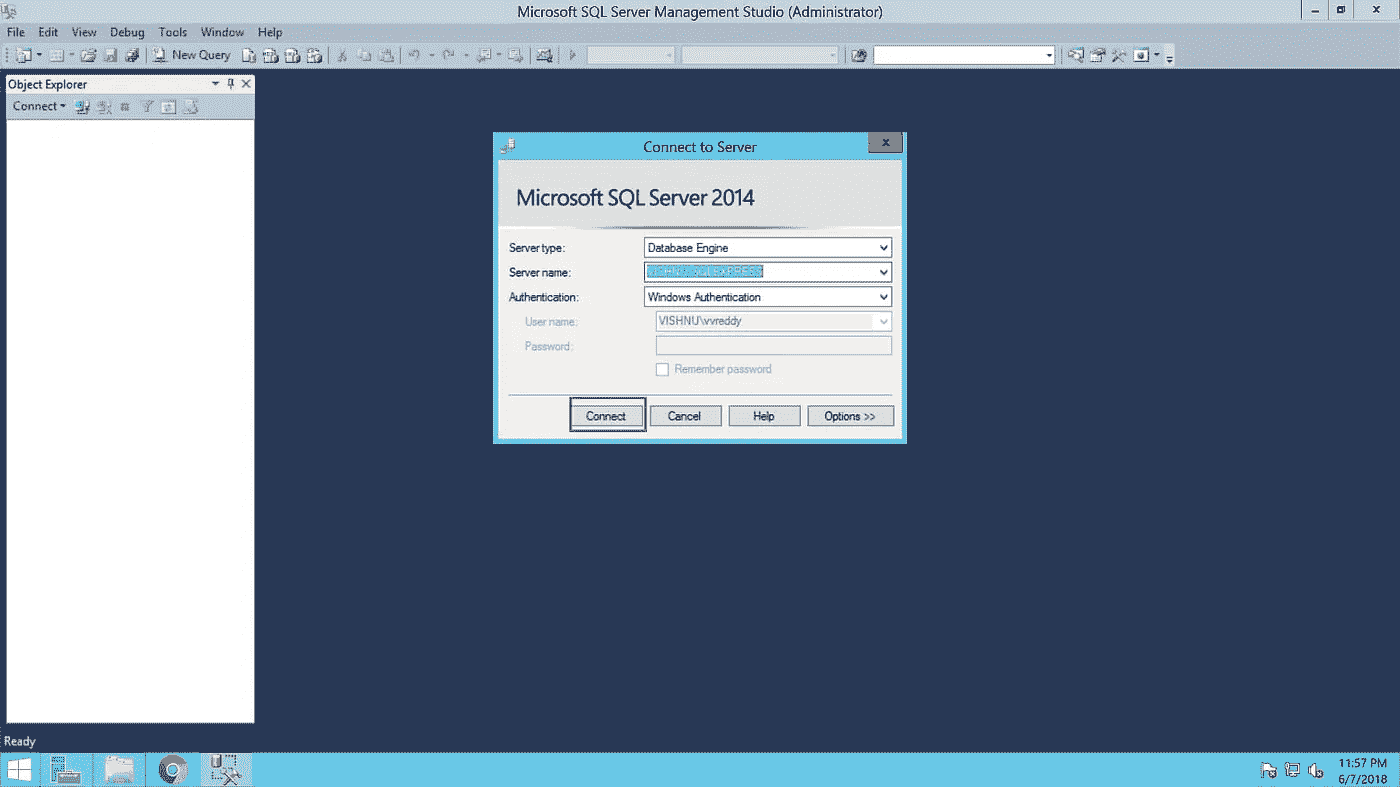 Microsoft SQL Server Management Studio (Administrator)
File Edit View Debug Tools Window Help
New Query
Object Explorer
Connect
Connect to Server
Microsoft SQL Server 2014
Server type: Database Engine
Server name: VISHNU\SQLEXPRESS
Authentication: Windows Authentication
User name: VISHNU\vvreddy
Password:
Remember password
Connect Cancel Help Options >>
Ready
11:57 PM
6/7/2018